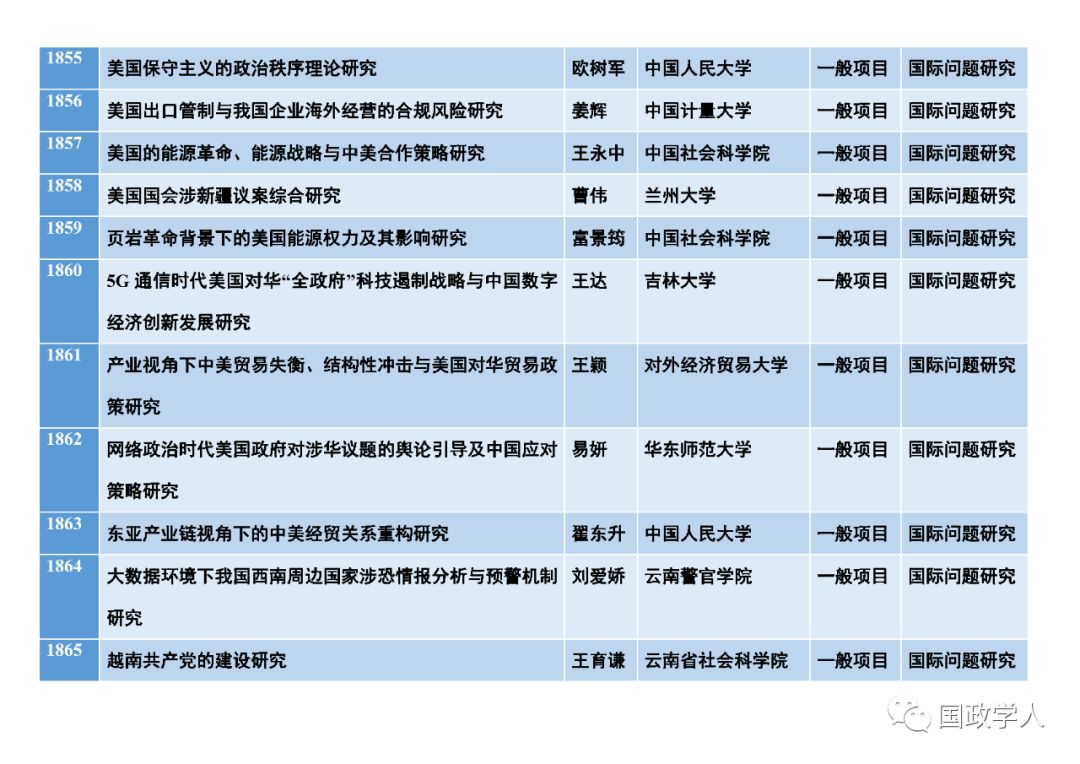 1855 美国保守主义的政治秩序理论研究 欧树军 中国人民大学 一般项目 国际问题研究
1856 美国出口管制与我国企业海外经营的合规风险研究 姜辉 中国计量大学 一般项目 国际问题研究
1857 美国的能源革命、能源战略与中美合作策略研究 王永中 中国社会科学院 一般项目 国际问题研究
1858 美国国会涉新疆议案综合研究 曹伟 兰州大学 一般项目 国际问题研究
1859 页岩革命背景下的美国能源权力及其影响研究 富景筠 中国社会科学院 一般项目 国际问题研究
1860 5G 通信时代美国对华“全政府”科技遏制战略与中国数字 王达 吉林大学 一般项目 国际问题研究
经济创新发展研究
1861 产业视角下中美贸易失衡、结构性冲击与美国对华贸易政 王颖 对外经济贸易大学 一般项目 国际问题研究
策研究
1862 网络政治时代美国政府对涉华议题的舆论引导及中国应对 易妍 华东师范大学 一般项目 国际问题研究
策略研究
1863 东亚产业链视角下的中美经贸关系重构研究 翟东升 中国人民大学 一般项目 国际问题研究
1864 大数据环境下我国西南周边国家涉恐情报分析与预警机制 刘爱娇 云南警官学院 一般项目 国际问题研究
研究
1865 越南共产党的建设研究 王育谦 云南省社会科学院 一般项目 国际问题研究
国政学人